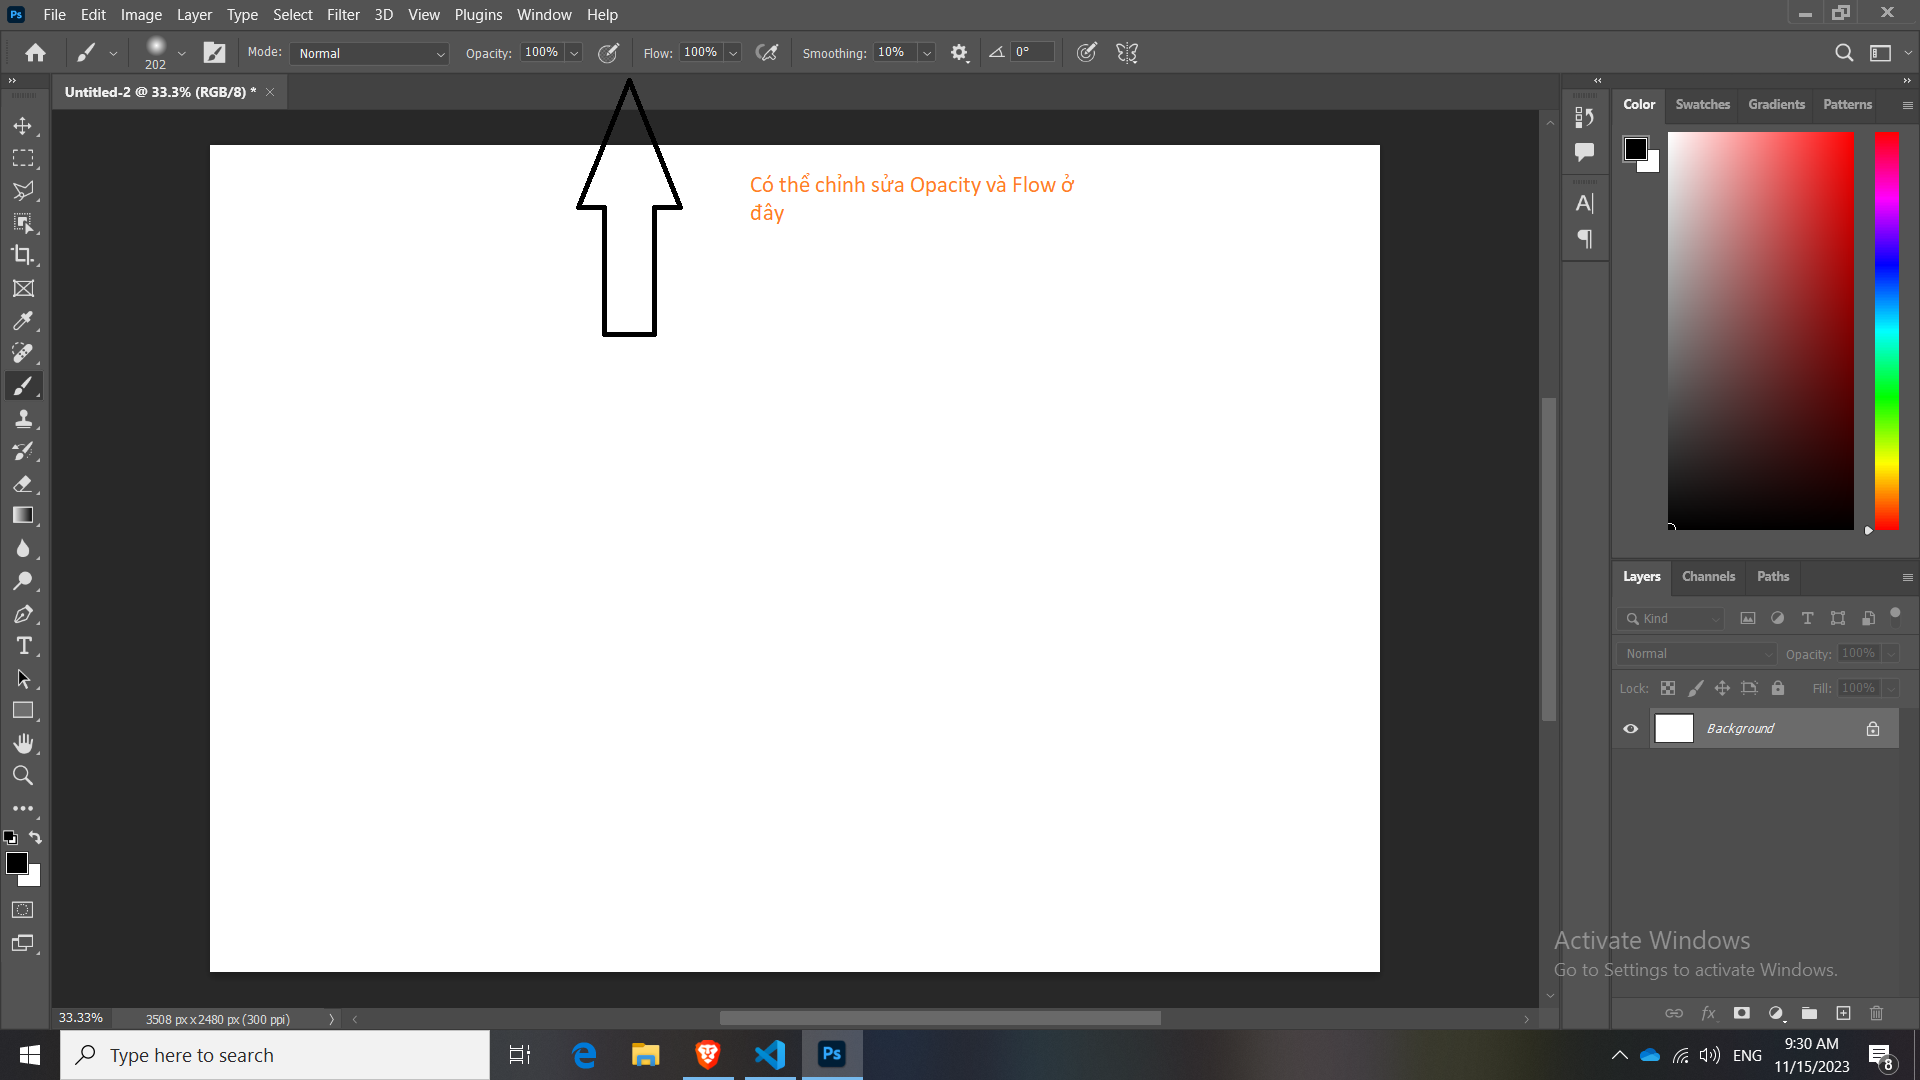 Ps File Edit Image Layer Type Select Filter 3D View Plugins Window Help
202 Mode: Normal Opacity: 100% Flow: 100% Smoothing: 10% 0°
Untitled-2 @ 33.3% (RGB/8) *
Color Swatches Gradients Patterns
Có thể chỉnh sửa Opacity và Flow ở
đây
Layers Channels Paths
Kind
Normal Opacity: 100%
Lock: Fill: 100%
Background
Activate Windows
Go to Settings to activate Windows.
33.33% 3508 px x 2480 px (300 ppi)
Type here to search
Ps
ENG
9:30 AM
11/15/2023
8